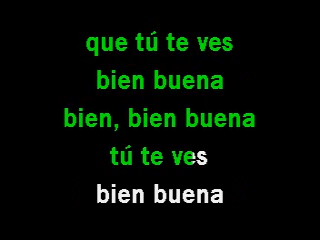 que tú te ves
bien buena
bien, bien buena
tú te ves
bien buena